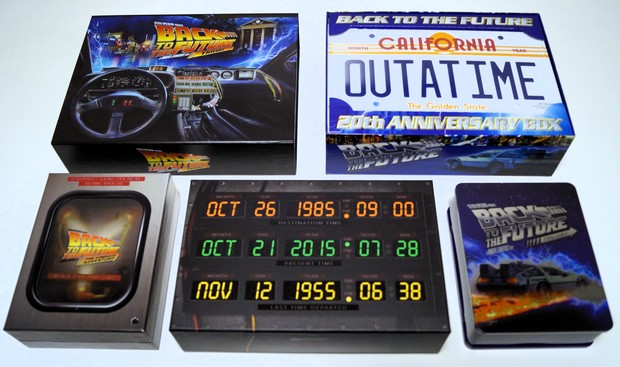 BACK
TO THE
FUTURE
BACK
TO THE
FUTURE
BACK TO THE FUTURE
MONTH
YEAR
CALIFORNIA
OUTATIME
The Golden State
20th ANNIVERSARY BOX
BACK
TO THE
FUTURE
BACK
TO THE
FUTURE
OCT 26 1985 09 00
DESTINATION TIME
OCT 21 2015 07 28
PRESENT TIME
NOV 12 1955 06 38
LAST TIME DEPARTED
BACK
TO THE
FUTURE